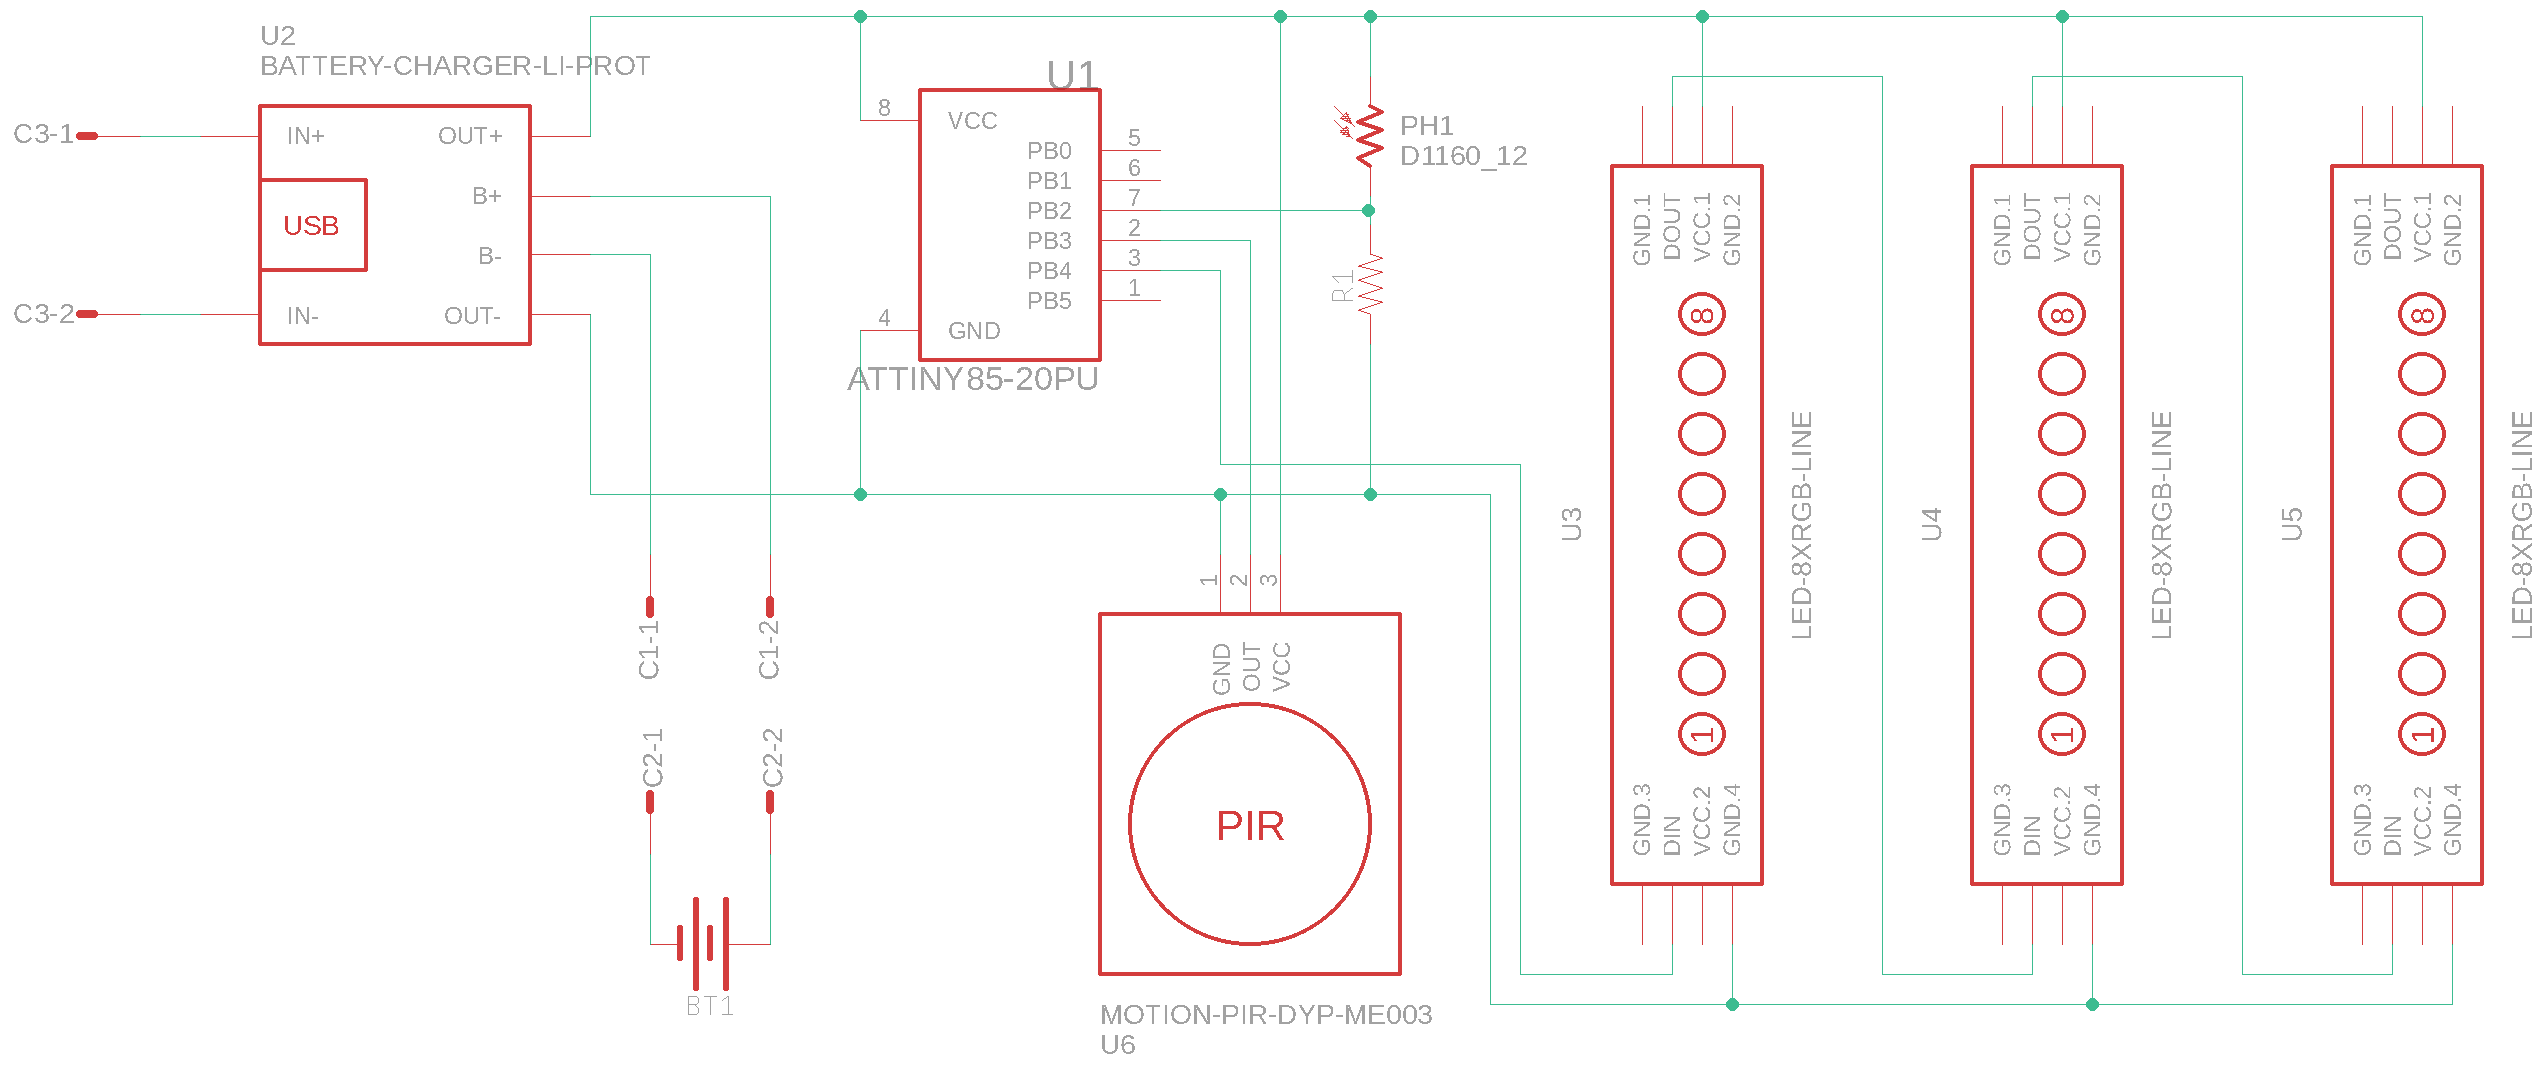 U2
BATTERY-CHARGER-LI-PROT
C3-1
IN+
OUT+
USB
B+
B-
C3-2
IN-
OUT-
U1
8
VCC
PB0
5
PB1
6
PB2
7
PB3
2
PB4
3
PB5
1
4
GND
ATTINY85-20PU
PH1
D1160_12
R1
C1-1
C1-2
C2-1
C2-2
BT1
1
2
3
GND
OUT
VCC
PIR
MOTION-PIR-DYP-ME003
U6
GND.1
DOUT
VCC.1
GND.2
8
1
U3
LED-8XRGB-LINE
GND.3
DIN
VCC.2
GND.4
GND.1
DOUT
VCC.1
GND.2
8
1
U4
LED-8XRGB-LINE
GND.3
DIN
VCC.2
GND.4
GND.1
DOUT
VCC.1
GND.2
8
1
U5
LED-8XRGB-LINE
GND.3
DIN
VCC.2
GND.4